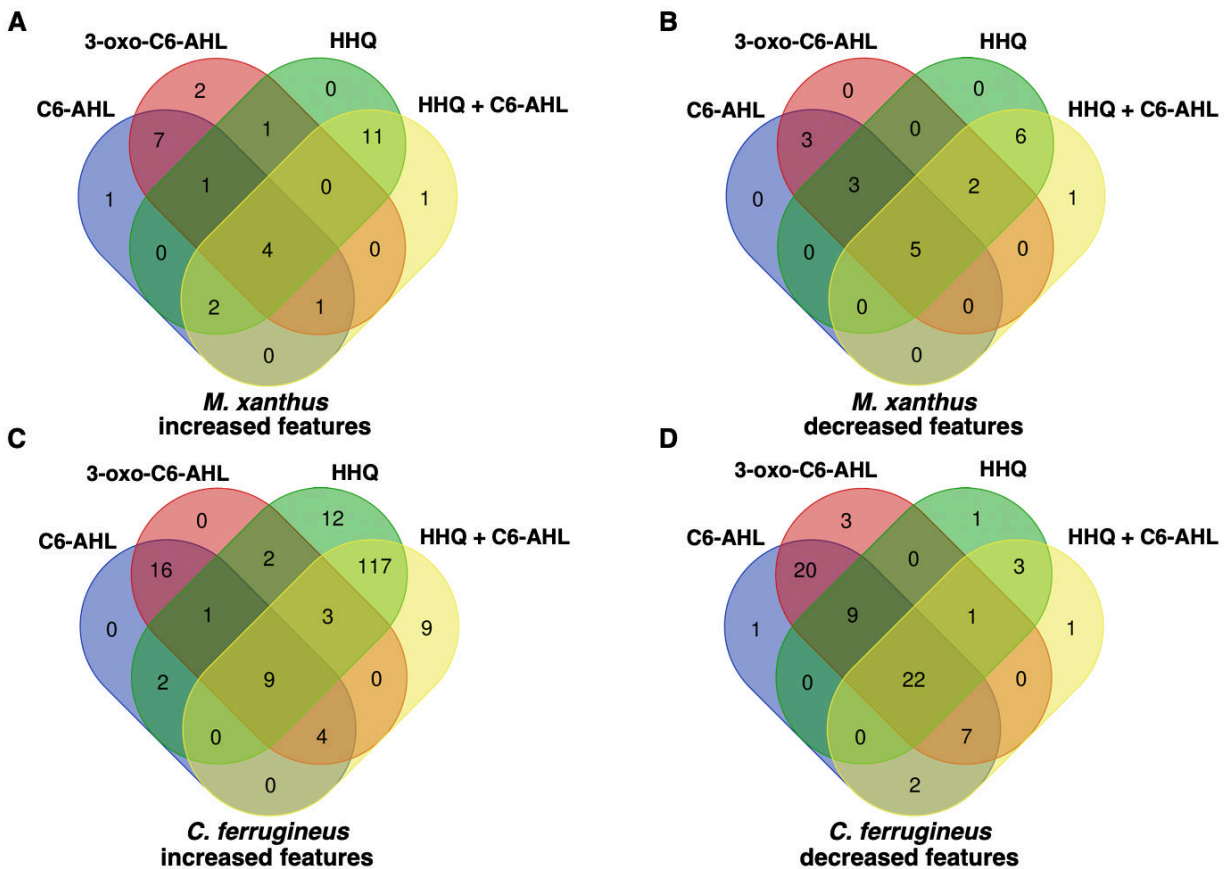 A
B
3-oxo-C6-AHL
HHQ
3-oxo-C6-AHL
HHQ
C6-AHL
HHQ + C6-AHL
C6-AHL
HHQ + C6-AHL
2
0
7
1
11
1
1
0
1
0
4
0
2
1
0
0
0
3
0
6
0
3
2
1
0
5
0
0
0
0
M. xanthus
increased features
M. xanthus
decreased features
C
D
3-oxo-C6-AHL
HHQ
3-oxo-C6-AHL
HHQ
C6-AHL
HHQ + C6-AHL
C6-AHL
HHQ + C6-AHL
0
12
16
2
117
0
1
3
9
2
9
0
0
4
0
3
1
20
0
3
1
9
1
1
0
22
0
0
7
2
C. ferrugineus
increased features
C. ferrugineus
decreased features